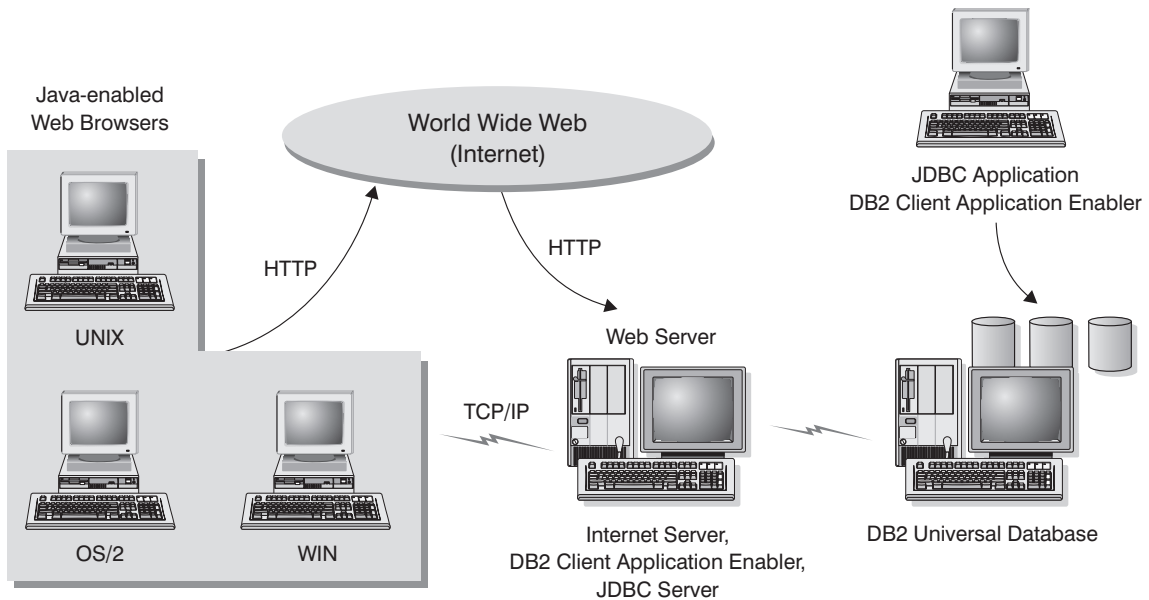 Java-enabled
Web Browsers
World Wide Web
(Internet)
JDBC Application
DB2 Client Application Enabler
HTTP
HTTP
UNIX
Web Server
TCP/IP
OS/2
WIN
Internet Server,
DB2 Client Application Enabler,
JDBC Server
DB2 Universal Database